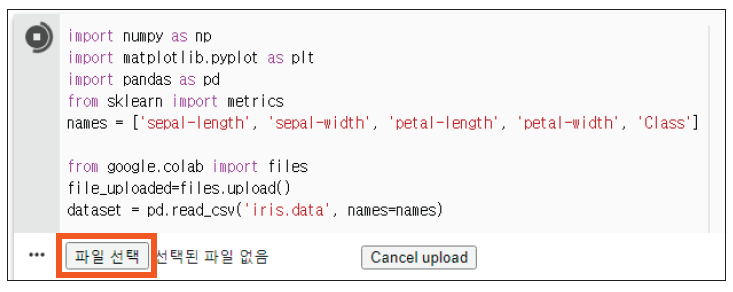 import numpy as np
import matplotlib.pyplot as plt
import pandas as pd
from sklearn import metrics
names = ['sepal-length', 'sepal-width', 'petal-length', 'petal-width', 'Class']
from google.colab import files
file_uploaded=files.upload()
dataset = pd.read_csv('iris.data', names=names)
••• 파일 선택 선택된 파일 없음 Cancel upload